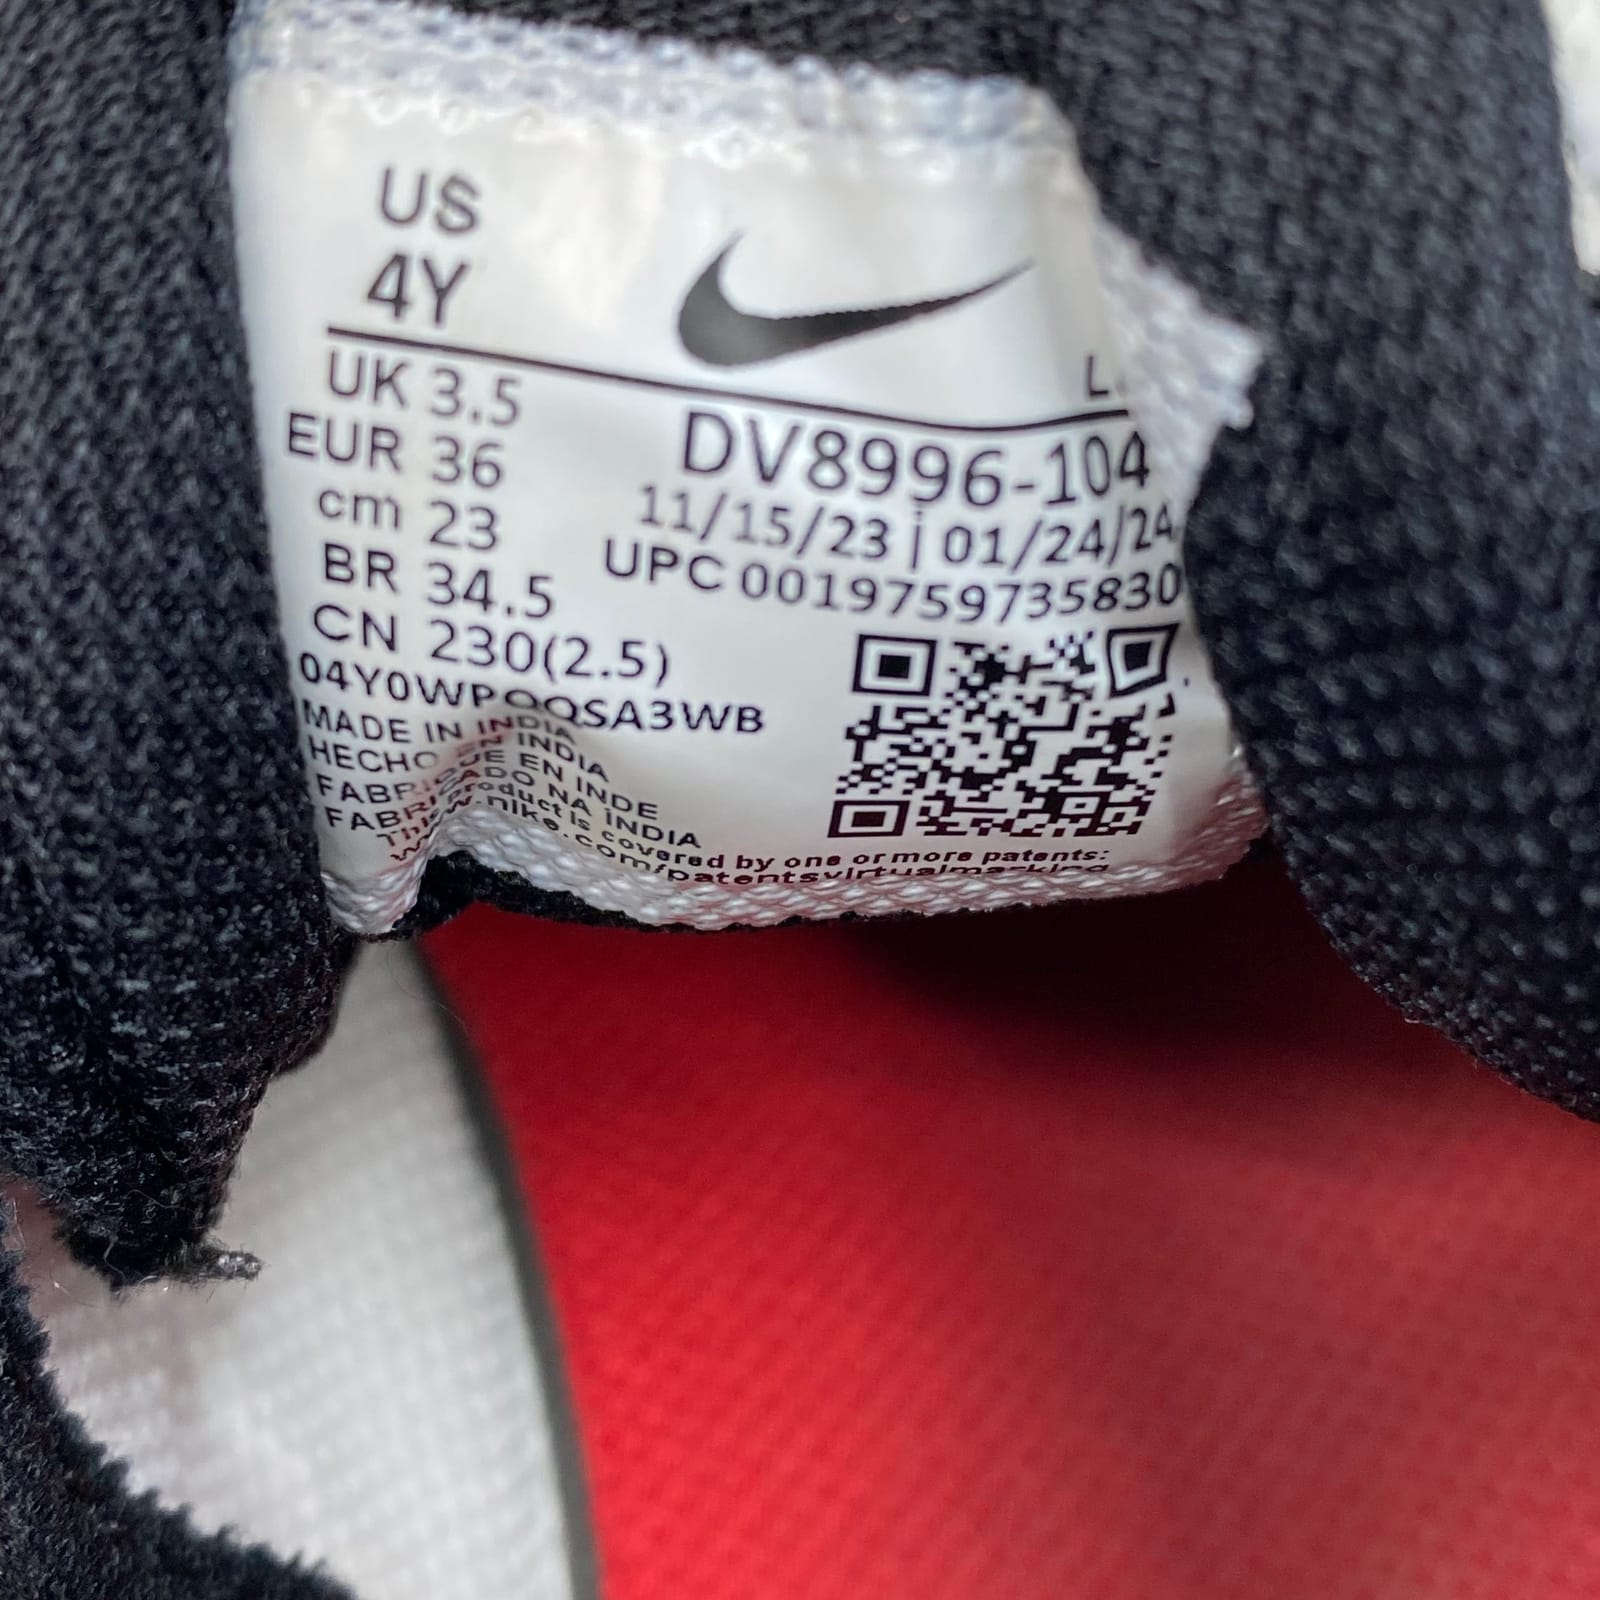 US
4Y
L
UK 3.5
EUR 36
cm 23
BR 34.5
CN 230(2.5)
DV8996-104
11/15/23 | 01/24/24
UPC 0019759735830
04Y0WPQQSA3WB
MADE IN INDIA
HECHO EN INDIA
FABRIQUE EN INDE
FABRICADO NA INDIA
This product is covered by one or more patents:
www.nike.com/patentsvirtualmarking